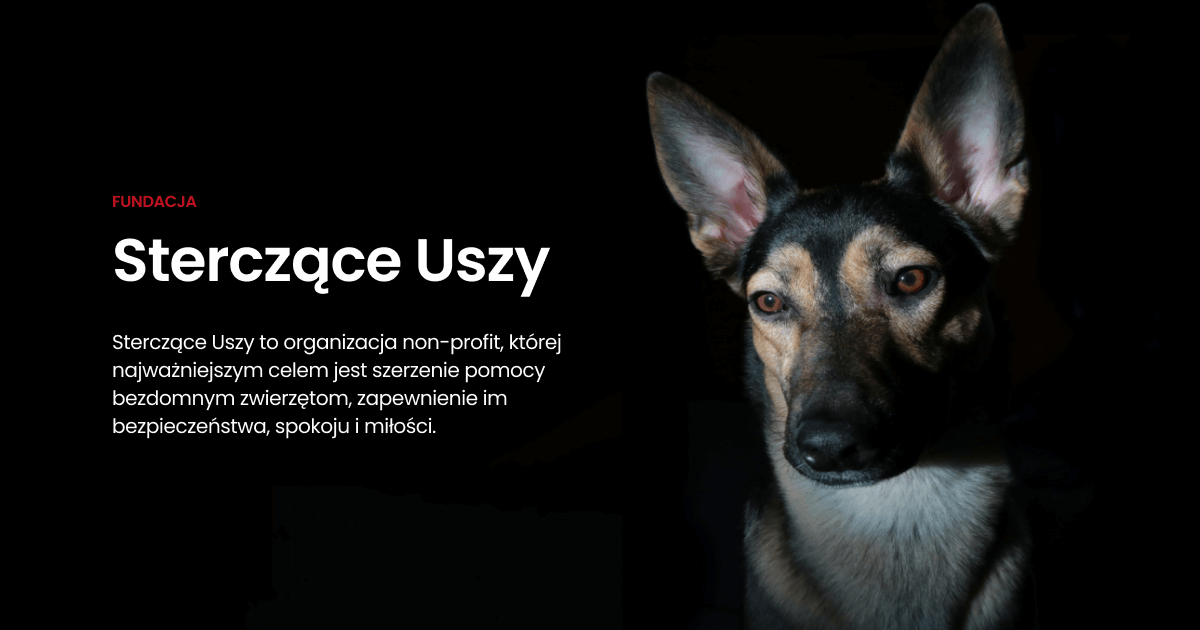 FUNDACJA
Sterczące Uszy
Sterczące Uszy to organizacja non-profit, której
najważniejszym celem jest szerzenie pomocy
bezdomnym zwierzętom, zapewnienie im
bezpieczeństwa, spokoju i miłości.